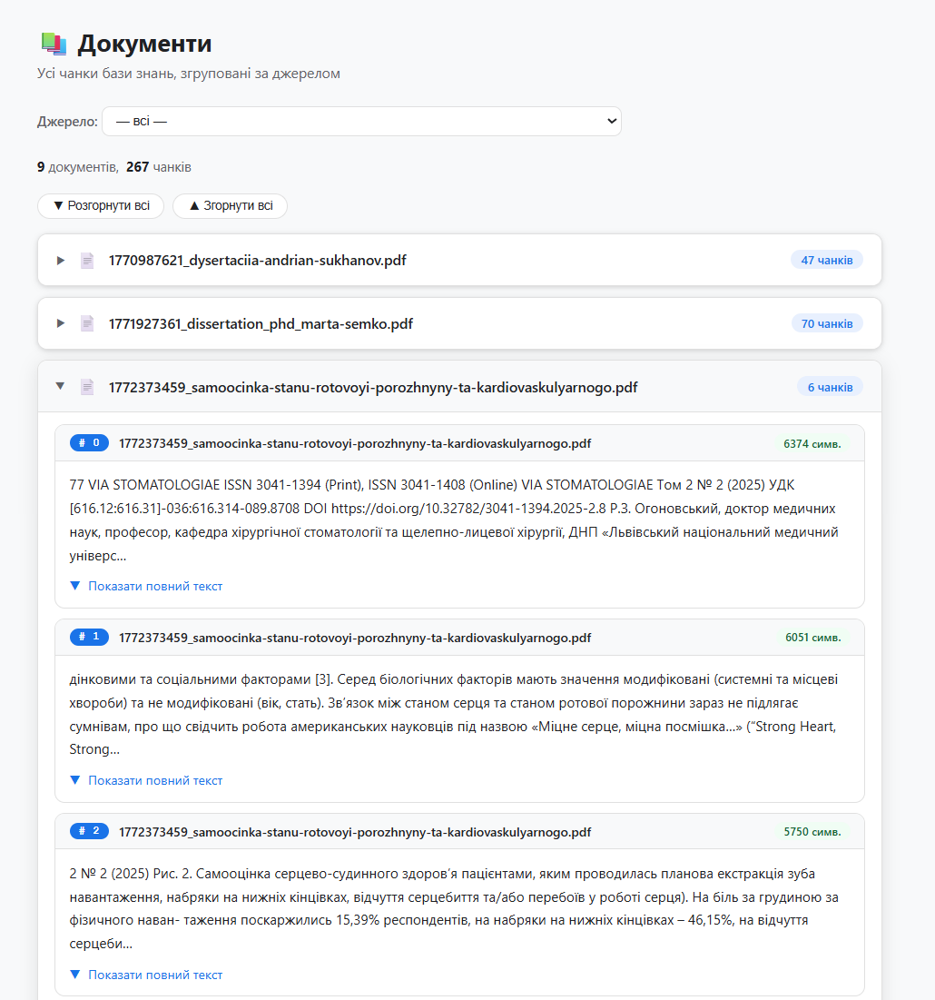 Документи
Усі чанки бази знань, згруповані за джерелом
Джерело: — всі —
9 документів, 267 чанків
▼ Розгорнути всі ▲ Згорнути всі
1770987621_dysertaciia-andrian-sukhanov.pdf 47 чанків
1771927361_dissertation_phd_marta-semko.pdf 70 чанків
1772373459_samoocinka-stanu-rotovoyi-porozhnyny-ta-kardiovaskulyarnogo.pdf 6 чанків
# 0 1772373459_samoocinka-stanu-rotovoyi-porozhnyny-ta-kardiovaskulyarnogo.pdf 6374 симв.
77 VIA STOMATOLOGIAE ISSN 3041-1394 (Print), ISSN 3041-1408 (Online) VIA STOMATOLOGIAE Том 2 № 2 (2025) УДК
[616.12:616.31]-036:616.314-089.8708 DOI https://doi.org/10.32782/3041-1394.2025-2.8 Р.З. Огоновський, доктор медичних
наук, професор, кафедра хірургічної стоматології та щелепно-лицевої хірургії, ДНП «Львівський національний медичний
універс…
▼ Показати повний текст
# 1 1772373459_samoocinka-stanu-rotovoyi-porozhnyny-ta-kardiovaskulyarnogo.pdf 6051 симв.
дінковими та соціальними факторами [3]. Серед біологічних факторів мають значення модифіковані (системні та місцеві
хвороби) та не модифіковані (вік, стать). Зв’язок між станом серця та станом ротової порожнини зараз не підлягає
сумнівам, про що свідчить робота американських науковців під назвою «Міцне серце, міцна посмішка…» (“Strong Heart,
Strong…
▼ Показати повний текст
# 2 1772373459_samoocinka-stanu-rotovoyi-porozhnyny-ta-kardiovaskulyarnogo.pdf 5750 симв.
2 № 2 (2025) Рис. 2. Самооцінка серцево-судинного здоров’я пацієнтами, яким проводилась планова екстракція зуба
навантаження, набряки на нижніх кінцівках, відчуття серцебиття та/або перебоїв у роботі серця). На біль за грудиною за
фізичного наван- таження поскаржились 15,39% респондентів, на набряки на нижніх кінцівках – 46,15%, на відчуття
серцеби…
▼ Показати повний текст